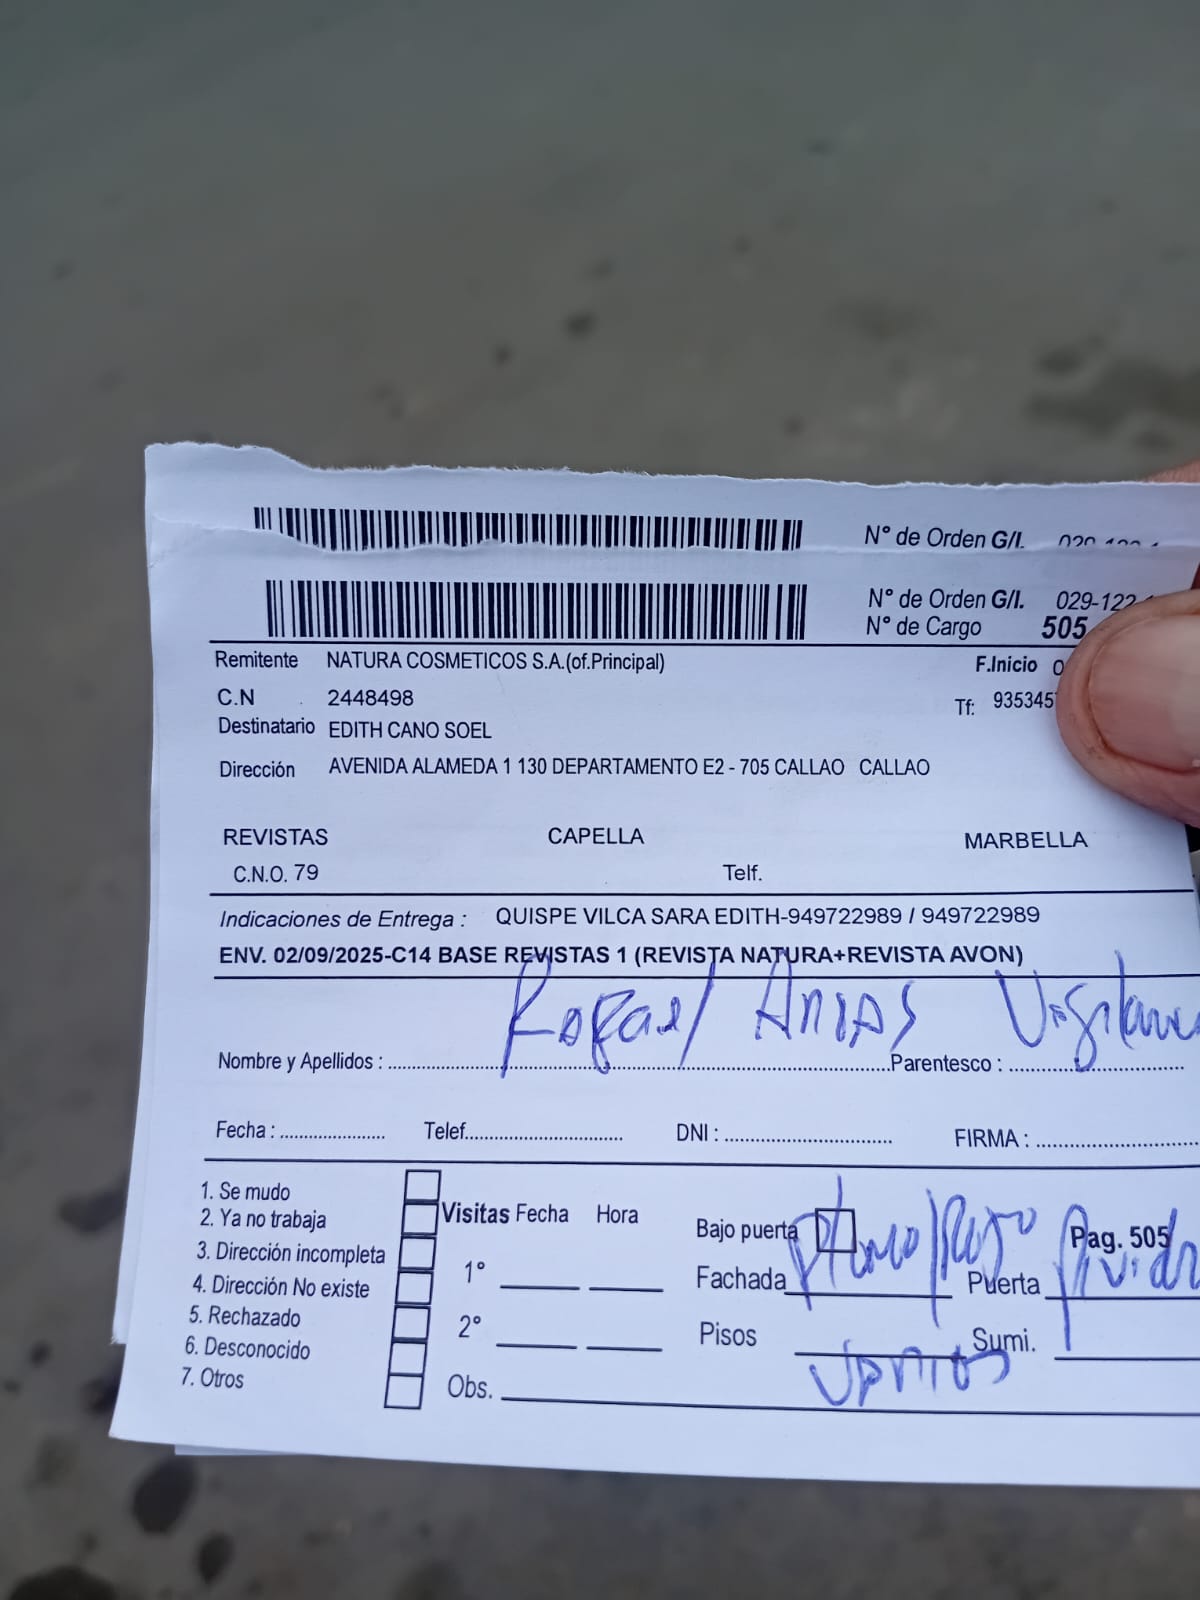 Nº de Orden G/I.
Nº de Orden G/I. 029-122
Nº de Cargo 505
Remitente NATURA COSMETICOS S.A.(of.Principal) F.Inicio
C.N 2448498 Tf: 935345
Destinatario EDITH CANO SOEL
Dirección AVENIDA ALAMEDA 1 130 DEPARTAMENTO E2 - 705 CALLAO CALLAO
REVISTAS CAPELLA MARBELLA
C.N.O. 79 Telf.
Indicaciones de Entrega : QUISPE VILCA SARA EDITH-949722989 / 949722989
ENV. 02/09/2025-C14 BASE REVISTAS 1 (REVISTA NATURA+REVISTA AVON)
Nombre y Apellidos : Rafael Arias Parentesco : Vigilante
Fecha : Telef. DNI : FIRMA :
1. Se mudo
2. Ya no trabaja Visitas Fecha Hora Bajo puerta Pag. 505
3. Dirección incompleta 1°
4. Dirección No existe Fachada Puerta
5. Rechazado 2° Pisos Varios Sumi.
6. Desconocido
7. Otros Obs.